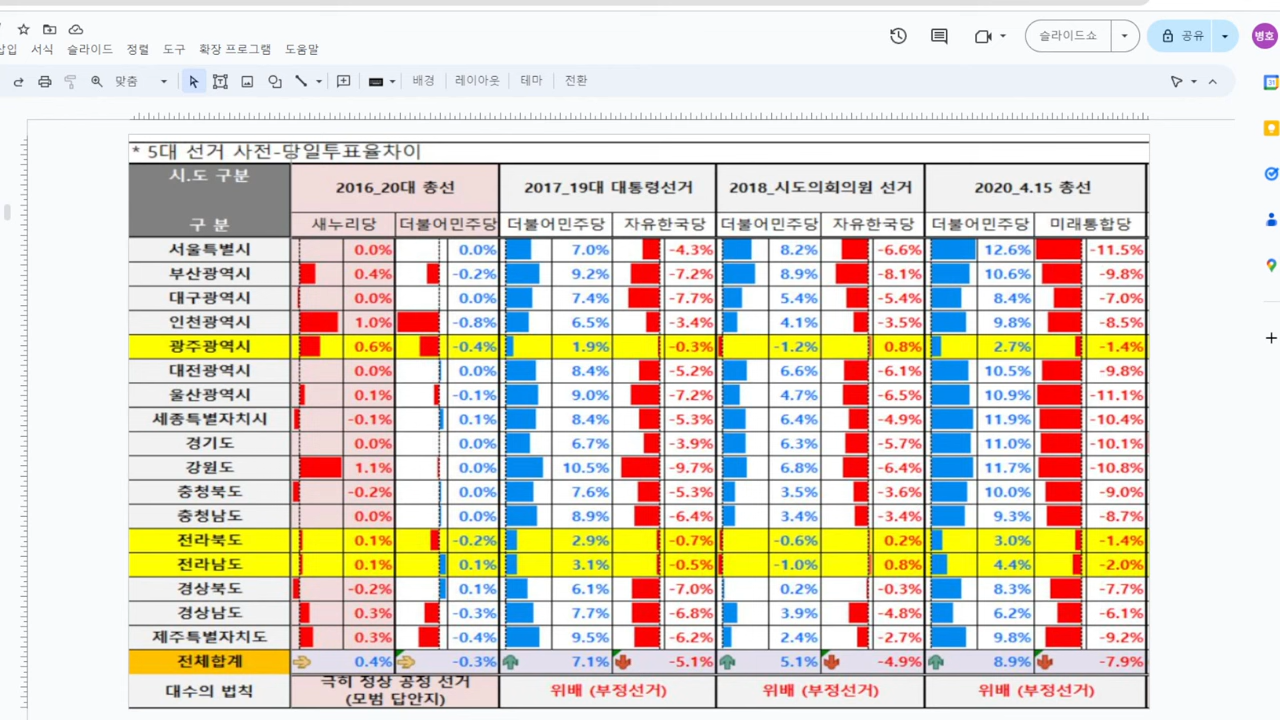 삽입 서식 슬라이드 정렬 도구 확장 프로그램 도움말
슬라이드쇼 공유 병호
맞춤 배경 레이아웃 테마 전환
31
* 5대 선거 사전-당일투표율차이
시.도 구분 2016_20대 총선 2017_19대 대통령선거 2018_시도의회의원 선거 2020_4.15 총선
구 분 새누리당 더불어민주당 더불어민주당 자유한국당 더불어민주당 자유한국당 더불어민주당 미래통합당
서울특별시 0.0% 0.0% 7.0% -4.3% 8.2% -6.6% 12.6% -11.5%
부산광역시 0.4% -0.2% 9.2% -7.2% 8.9% -8.1% 10.6% -9.8%
대구광역시 0.0% 0.0% 7.4% -7.7% 5.4% -5.4% 8.4% -7.0%
인천광역시 1.0% -0.8% 6.5% -3.4% 4.1% -3.5% 9.8% -8.5%
광주광역시 0.6% -0.4% 1.9% -0.3% -1.2% 0.8% 2.7% -1.4%
대전광역시 0.0% 0.0% 8.4% -5.2% 6.6% -6.1% 10.5% -9.8%
울산광역시 0.1% -0.1% 9.0% -7.2% 4.7% -6.5% 10.9% -11.1%
세종특별자치시 -0.1% 0.1% 8.4% -5.3% 6.4% -4.9% 11.9% -10.4%
경기도 0.0% 0.0% 6.7% -3.9% 6.3% -5.7% 11.0% -10.1%
강원도 1.1% 0.0% 10.5% -9.7% 6.8% -6.4% 11.7% -10.8%
충청북도 -0.2% 0.0% 7.6% -5.3% 3.5% -3.6% 10.0% -9.0%
충청남도 0.0% 0.0% 8.9% -6.4% 3.4% -3.4% 9.3% -8.7%
전라북도 0.1% -0.2% 2.9% -0.7% -0.6% 0.2% 3.0% -1.4%
전라남도 0.1% 0.1% 3.1% -0.5% -1.0% 0.8% 4.4% -2.0%
경상북도 -0.2% 0.1% 6.1% -7.0% 0.2% -0.3% 8.3% -7.7%
경상남도 0.3% -0.3% 7.7% -6.8% 3.9% -4.8% 6.2% -6.1%
제주특별자치도 0.3% -0.4% 9.5% -6.2% 2.4% -2.7% 9.8% -9.2%
전체합계 0.4% -0.3% 7.1% -5.1% 5.1% -4.9% 8.9% -7.9%
대수의 법칙 극히 정상 공정 선거 위배 (부정선거) 위배 (부정선거) 위배 (부정선거)
(모범 답안지)